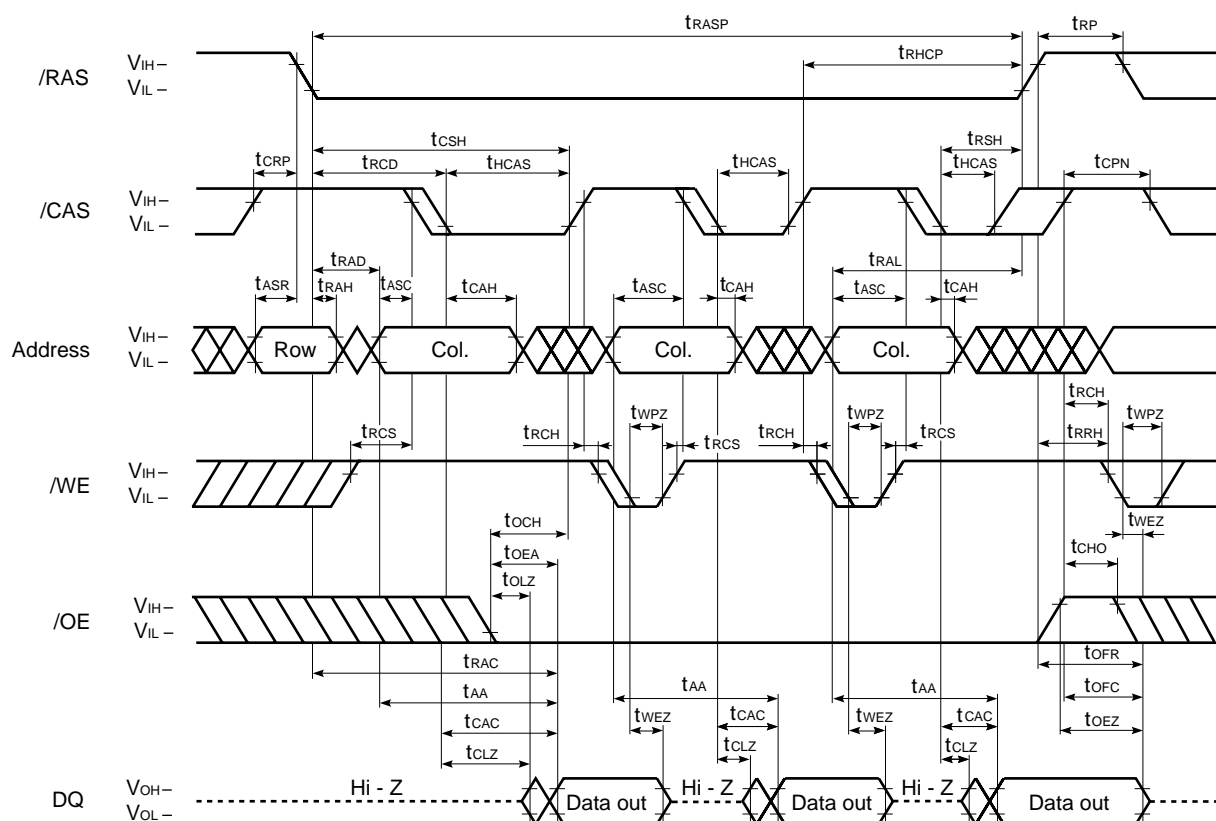 tRASP tRP
tRHCP
/RAS VIH–
VIL –
tCSH tRSH
tCRP tRCD tHCAS tHCAS tHCAS tCPN
/CAS VIH–
VIL –
tRAD tRAL
tASR tRAH tASC tCAH tASC tCAH tASC tCAH
Address VIH– Row Col. Col. Col.
VIL –
tRCH
tRCS tRCH tWPZ tRCS tRCH tWPZ tRCS tRRH tWPZ
/WE VIH–
VIL –
tOCH tWEZ
tOEA tCHO
tOLZ
/OE VIH–
VIL –
tRAC tOFR
tAA tAA tAA tOFC
tCAC tWEZ tCAC tWEZ tCAC tOEZ
tCLZ tCLZ tCLZ
DQ VOH– Hi - Z Hi - Z Hi - Z
VOL – Data out Data out Data out